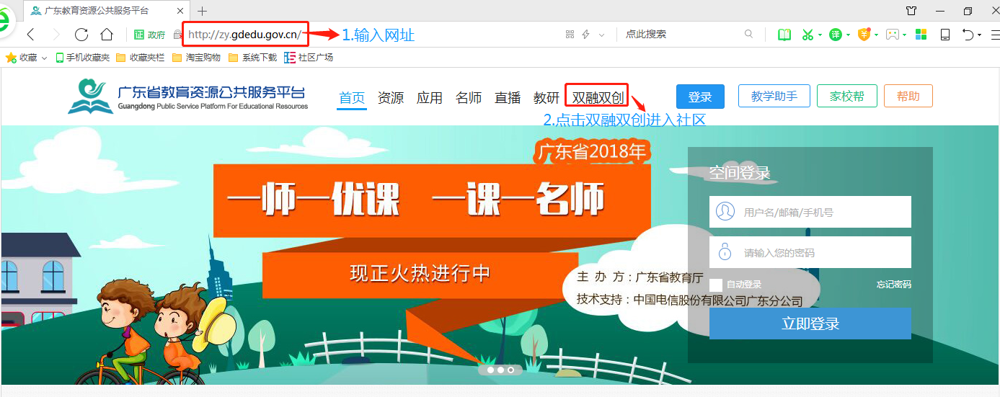 广东教育资源公共服务平台
证 政府 http://zy.gdedu.gov.cn/ 1.输入网址 点此搜索 译
收藏 手机收藏夹 收藏夹栏 淘宝购物 系统下载 社区广场
广东省教育资源公共服务平台
Guangdong Public Service Platform For Educational Resources
首页 资源 应用 名师 直播 教研 双融双创 登录 教学助手 家校帮 帮助
2.点击双融双创进入社区
广东省2018年
一师一优课 一课一名师
现正火热进行中
主 办 方：广东省教育厅
技术支持：中国电信股份有限公司广东分公司
空间登录
用户名/邮箱/手机号
请输入您的密码
自动登录 忘记密码
立即登录